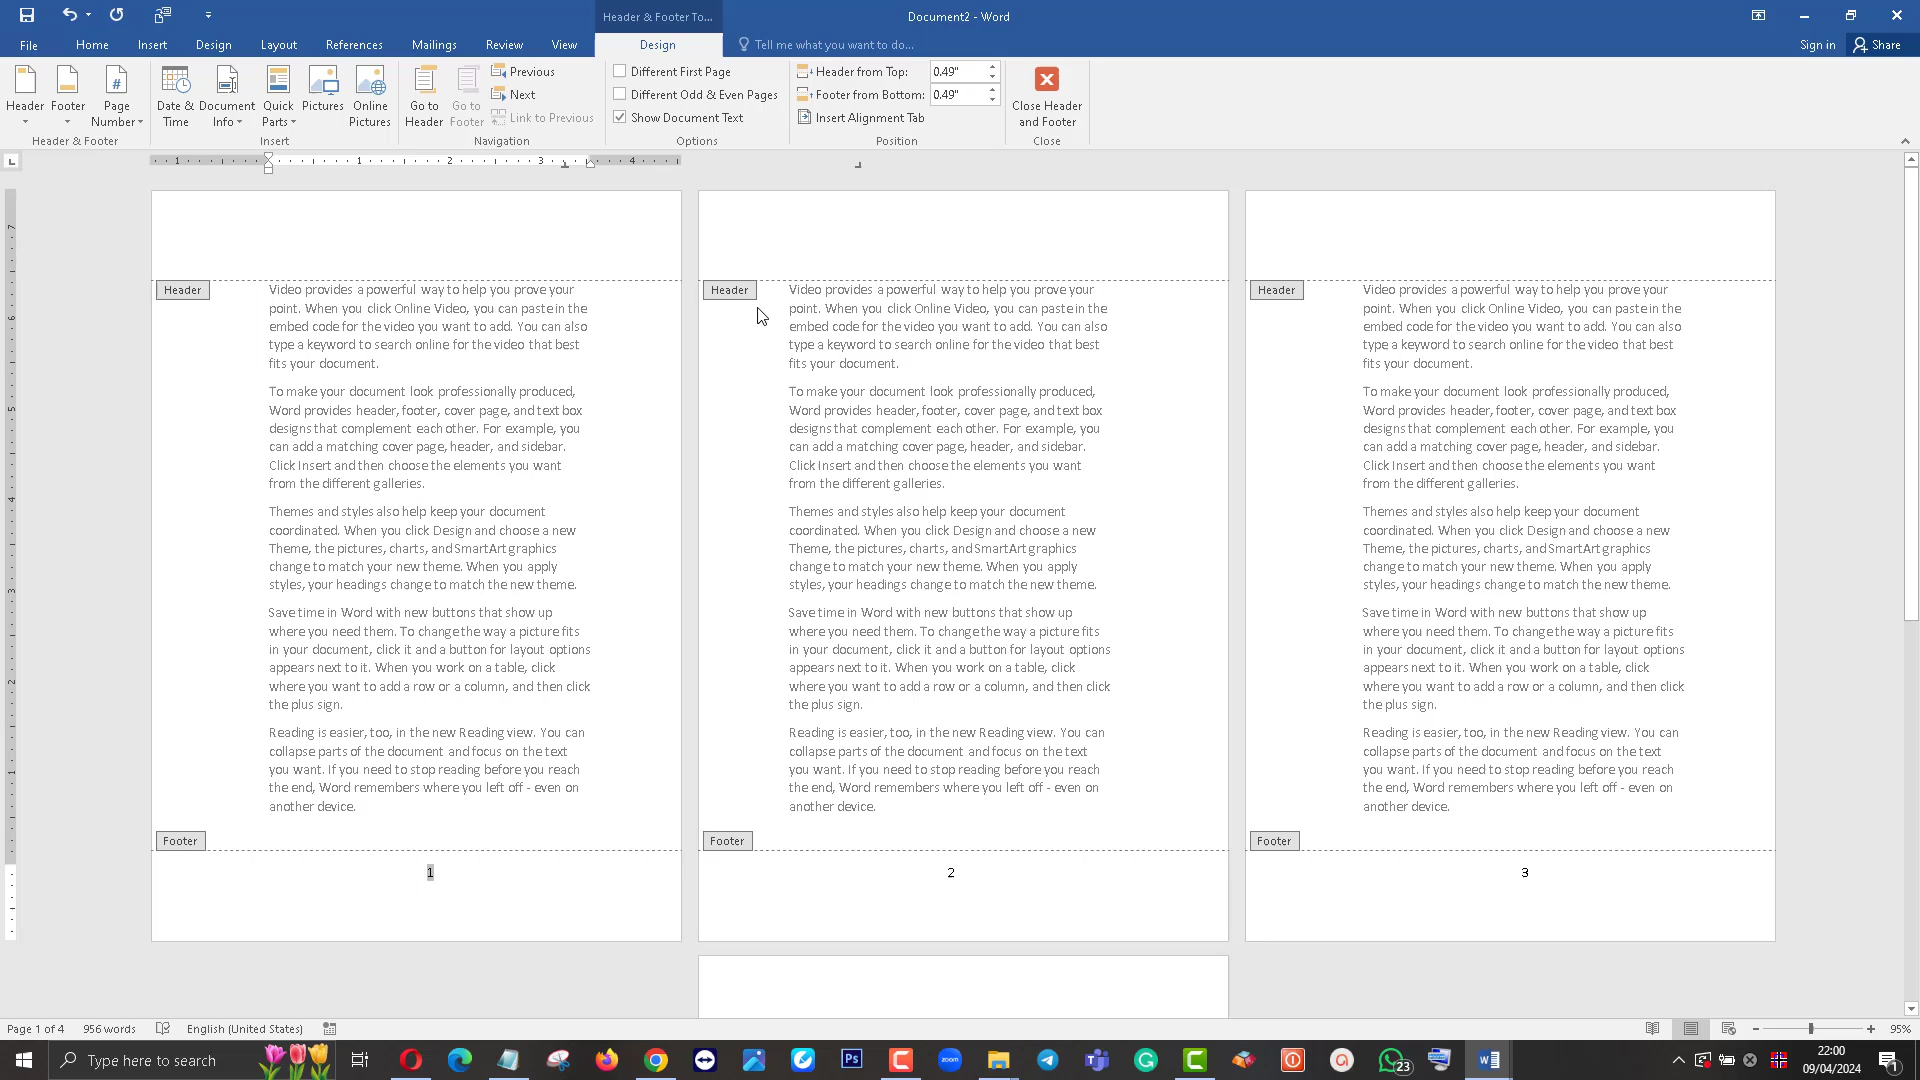 Header & Footer To...
Document2 - Word
File
Home
Insert
Design
Layout
References
Mailings
Review
View
Design
Tell me what you want to do...
Sign in
Share
Header
Footer
Page
Number
Header & Footer
Date &
Time
Document
Info
Quick
Parts
Pictures
Online
Pictures
Insert
Go to
Header
Go to
Footer
Previous
Next
Link to Previous
Navigation
Different First Page
Different Odd & Even Pages
Show Document Text
Options
Header from Top:
0.49"
Footer from Bottom:
0.49"
Insert Alignment Tab
Position
Close Header
and Footer
Close
1 1 2 3 4
7
6
5
4
3
2
1
Header
Video provides a powerful way to help you prove your
point. When you click Online Video, you can paste in the
embed code for the video you want to add. You can also
type a keyword to search online for the video that best
fits your document.
To make your document look professionally produced,
Word provides header, footer, cover page, and text box
designs that complement each other. For example, you
can add a matching cover page, header, and sidebar.
Click Insert and then choose the elements you want
from the different galleries.
Themes and styles also help keep your document
coordinated. When you click Design and choose a new
Theme, the pictures, charts, and SmartArt graphics
change to match your new theme. When you apply
styles, your headings change to match the new theme.
Save time in Word with new buttons that show up
where you need them. To change the way a picture fits
in your document, click it and a button for layout options
appears next to it. When you work on a table, click
where you want to add a row or a column, and then click
the plus sign.
Reading is easier, too, in the new Reading view. You can
collapse parts of the document and focus on the text
you want. If you need to stop reading before you reach
the end, Word remembers where you left off - even on
another device.
Footer
1
Header
Video provides a powerful way to help you prove your
point. When you click Online Video, you can paste in the
embed code for the video you want to add. You can also
type a keyword to search online for the video that best
fits your document.
To make your document look professionally produced,
Word provides header, footer, cover page, and text box
designs that complement each other. For example, you
can add a matching cover page, header, and sidebar.
Click Insert and then choose the elements you want
from the different galleries.
Themes and styles also help keep your document
coordinated. When you click Design and choose a new
Theme, the pictures, charts, and SmartArt graphics
change to match your new theme. When you apply
styles, your headings change to match the new theme.
Save time in Word with new buttons that show up
where you need them. To change the way a picture fits
in your document, click it and a button for layout options
appears next to it. When you work on a table, click
where you want to add a row or a column, and then click
the plus sign.
Reading is easier, too, in the new Reading view. You can
collapse parts of the document and focus on the text
you want. If you need to stop reading before you reach
the end, Word remembers where you left off - even on
another device.
Footer
2
Header
Video provides a powerful way to help you prove your
point. When you click Online Video, you can paste in the
embed code for the video you want to add. You can also
type a keyword to search online for the video that best
fits your document.
To make your document look professionally produced,
Word provides header, footer, cover page, and text box
designs that complement each other. For example, you
can add a matching cover page, header, and sidebar.
Click Insert and then choose the elements you want
from the different galleries.
Themes and styles also help keep your document
coordinated. When you click Design and choose a new
Theme, the pictures, charts, and SmartArt graphics
change to match your new theme. When you apply
styles, your headings change to match the new theme.
Save time in Word with new buttons that show up
where you need them. To change the way a picture fits
in your document, click it and a button for layout options
appears next to it. When you work on a table, click
where you want to add a row or a column, and then click
the plus sign.
Reading is easier, too, in the new Reading view. You can
collapse parts of the document and focus on the text
you want. If you need to stop reading before you reach
the end, Word remembers where you left off - even on
another device.
Footer
3
Page 1 of 4
956 words
English (United States)
95%
Type here to search
Ps
zoom
23
22:00
09/04/2024
1